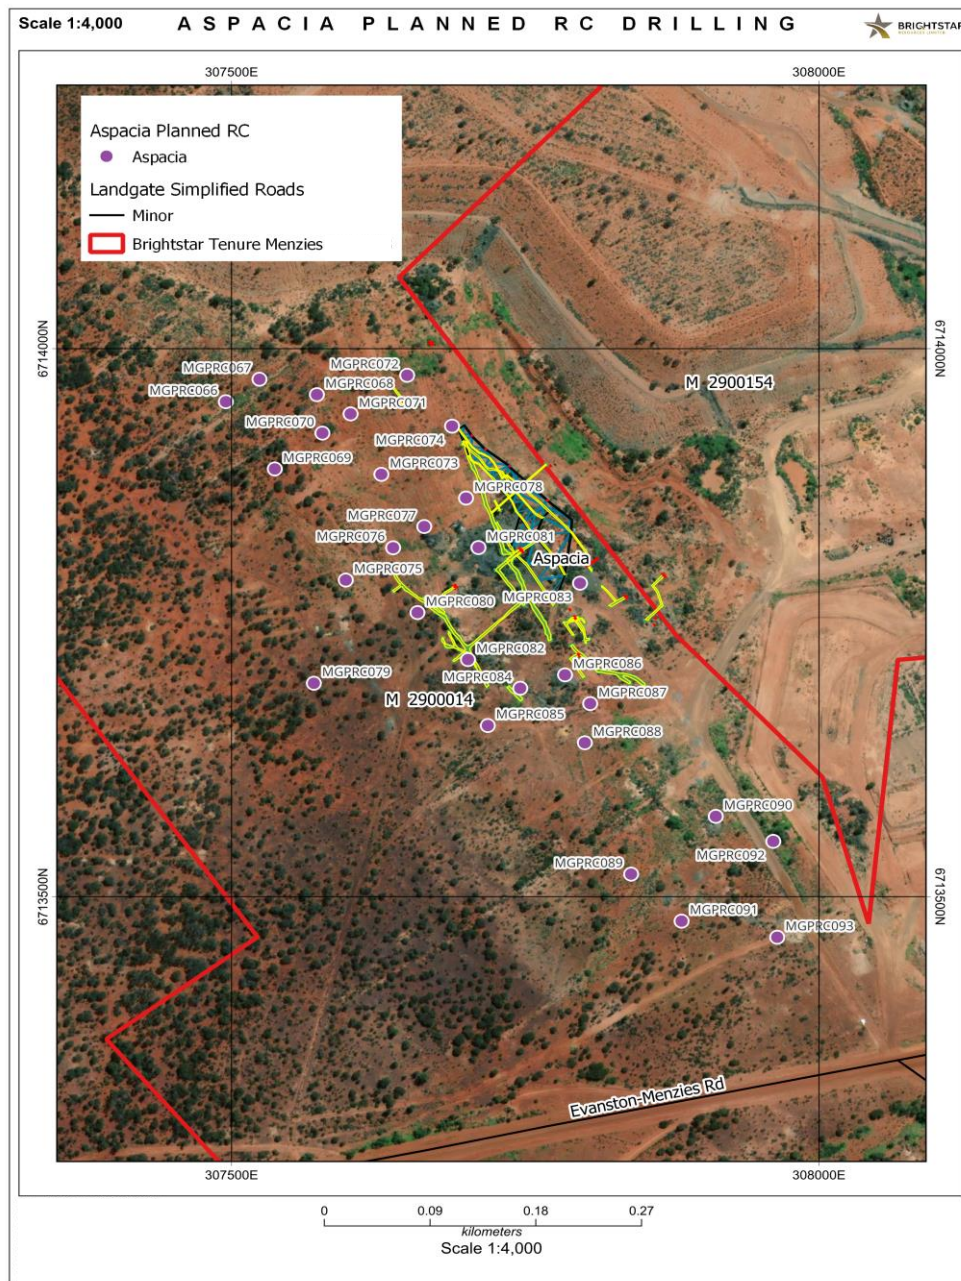 Scale 1:4,000
ASPACIA PLANNED RC DRILLING
BRIGHTSTAR
RESOURCES LIMITED
307500E
308000E
Aspacia Planned RC
Aspacia
Landgate Simplified Roads
Minor
Brightstar Tenure Menzies
6714000N
6714000N
MGPRC067
MGPRC072
MGPRC066
MGPRC068
M 2900154
MGPRC071
MGPRC070
MGPRC074
MGPRC069
MGPRC073
MGPRC078
MGPRC077
MGPRC076
MGPRC081
Aspacia
MGPRC075
MGPRC083
MGPRC080
MGPRC082
MGPRC086
MGPRC079
MGPRC084
M 2900014
MGPRC087
MGPRC085
MGPRC088
MGPRC090
MGPRC092
MGPRC089
6713500N
6713500N
MGPRC091
MGPRC093
Evanston-Menzies Rd
307500E
308000E
0
0.09
0.18
0.27
kilometers
Scale 1:4,000